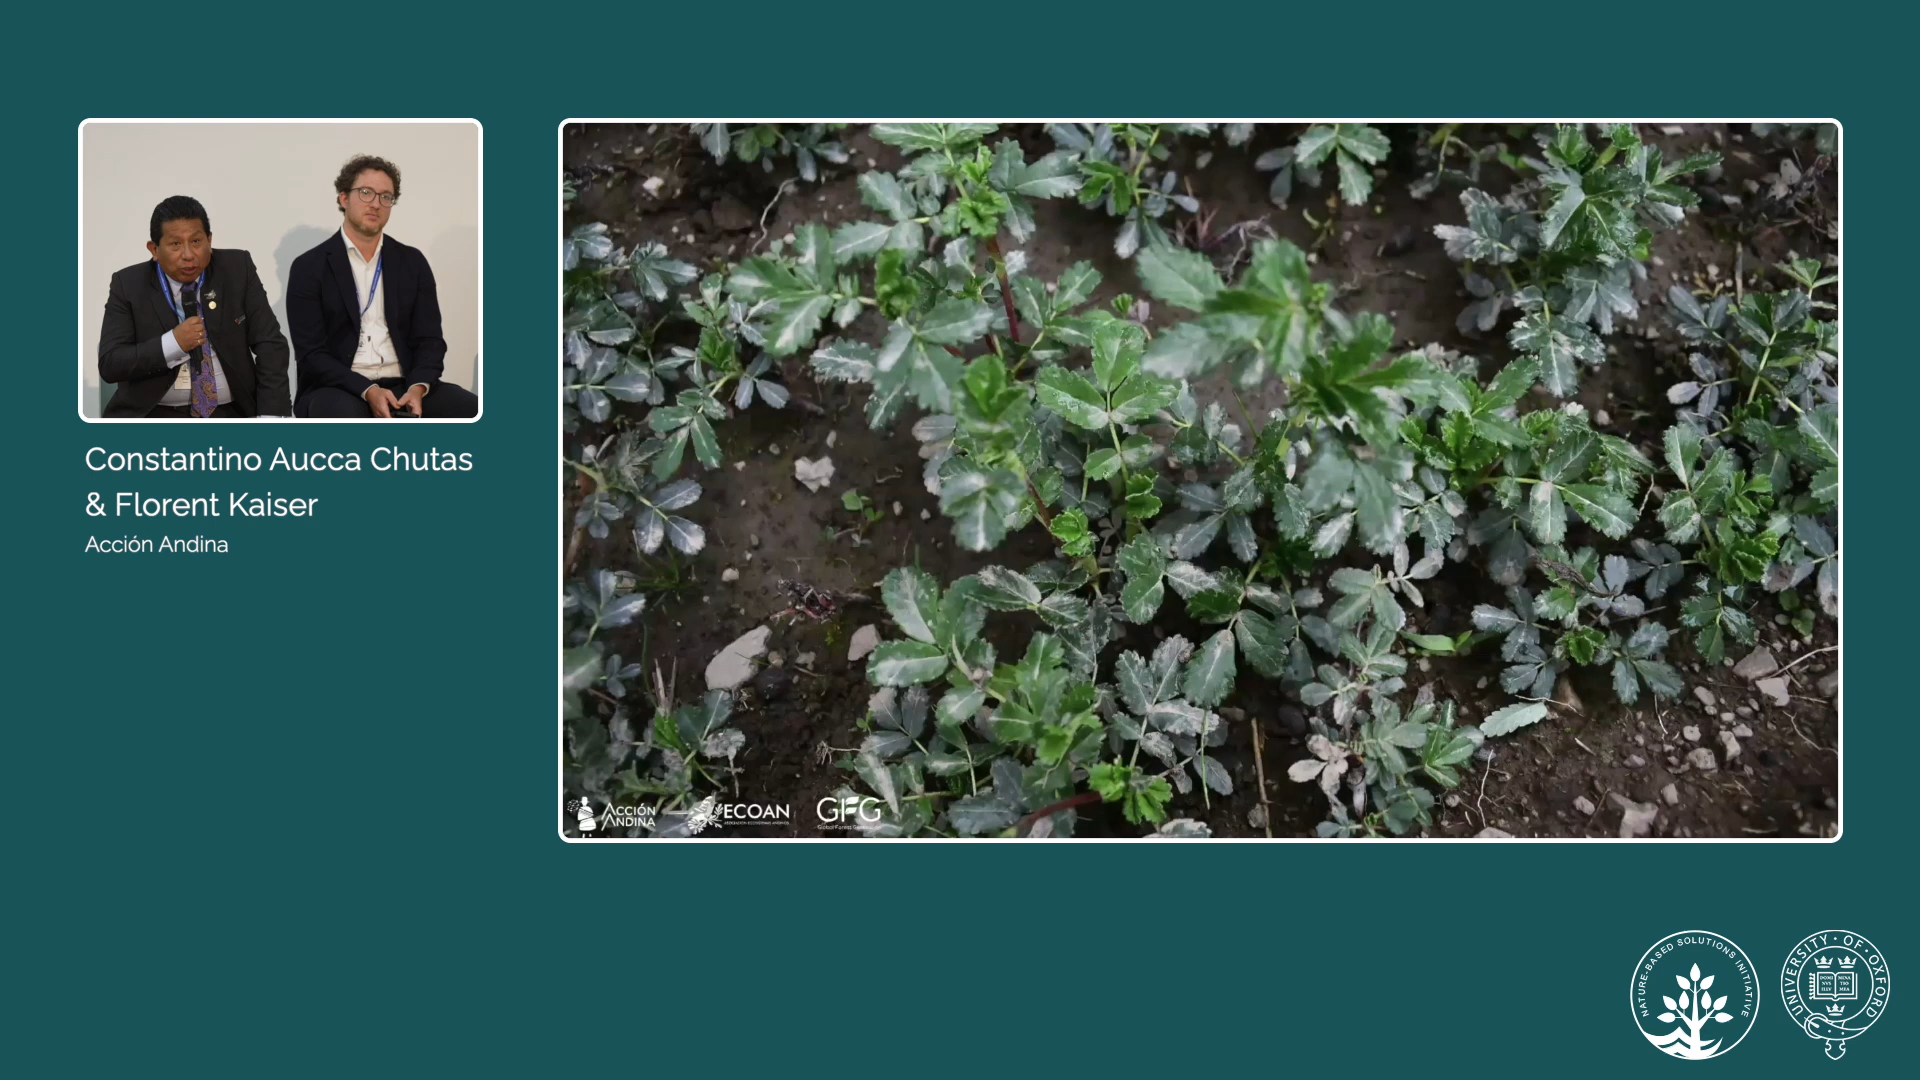 Constantino Aucca Chutas
& Florent Kaiser
Acción Andina
ACCIÓN
ANDINA
ECOAN
GFG
NATURE-BASED SOLUTIONS INITIATIVE
UNIVERSITY · OF · OXFORD